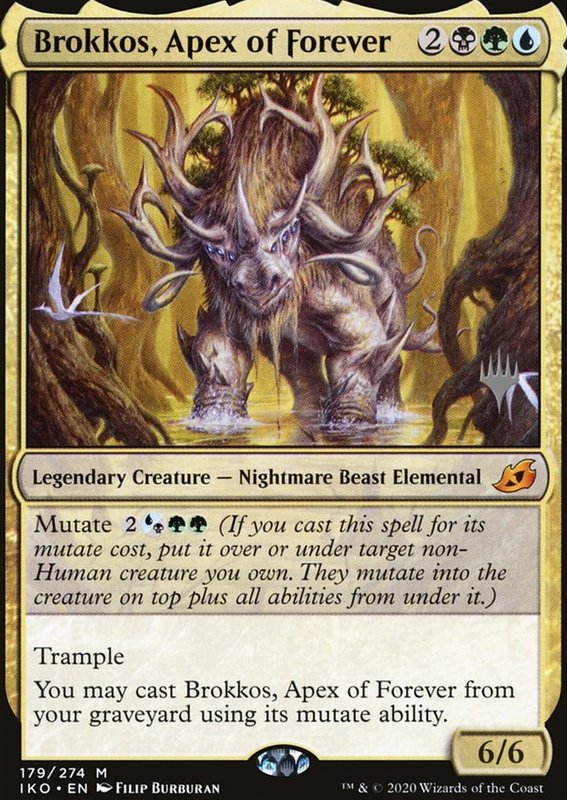 Brokkos, Apex of Forever 2
Legendary Creature — Nightmare Beast Elemental
Mutate 2 (If you cast this spell for its
mutate cost, put it over or under target non-
Human creature you own. They mutate into the
creature on top plus all abilities from under it.)
Trample
You may cast Brokkos, Apex of Forever from
your graveyard using its mutate ability.
6/6
179/274 M
IKO • EN Filip Burburan
™ & © 2020 Wizards of the Coast